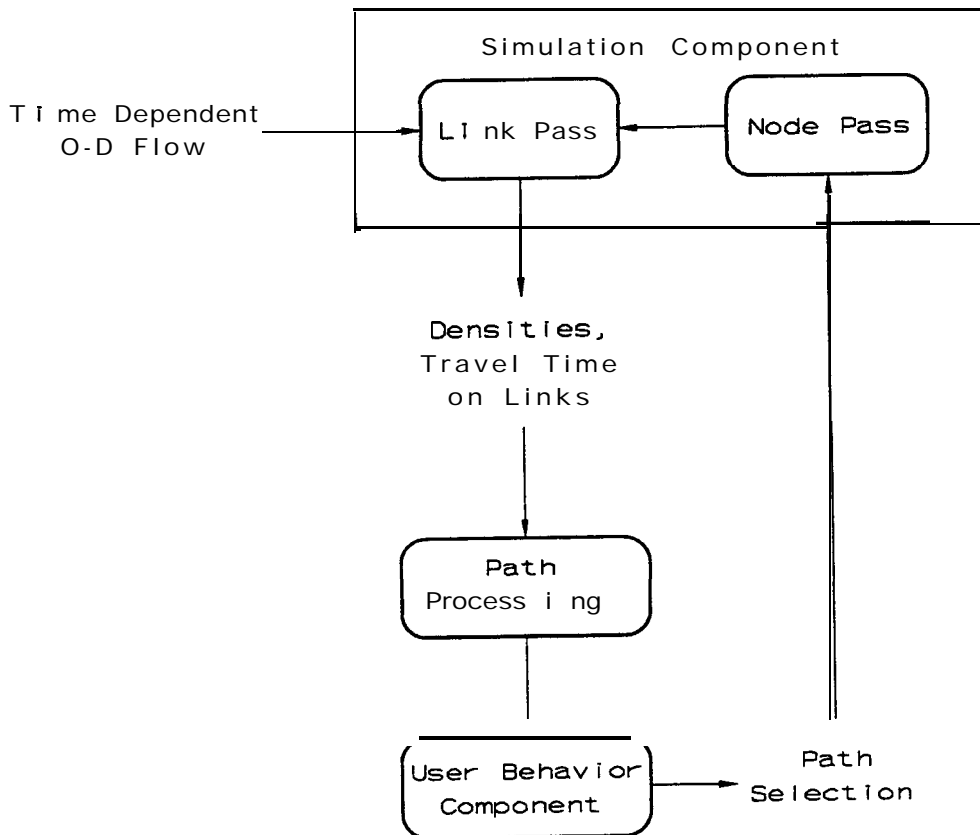 Simulation Component
Time Dependent
O-D Flow
Link Pass
Node Pass
Densities,
Travel Time
on Links
Path
Processing
User Behavior
Component
Path
Selection